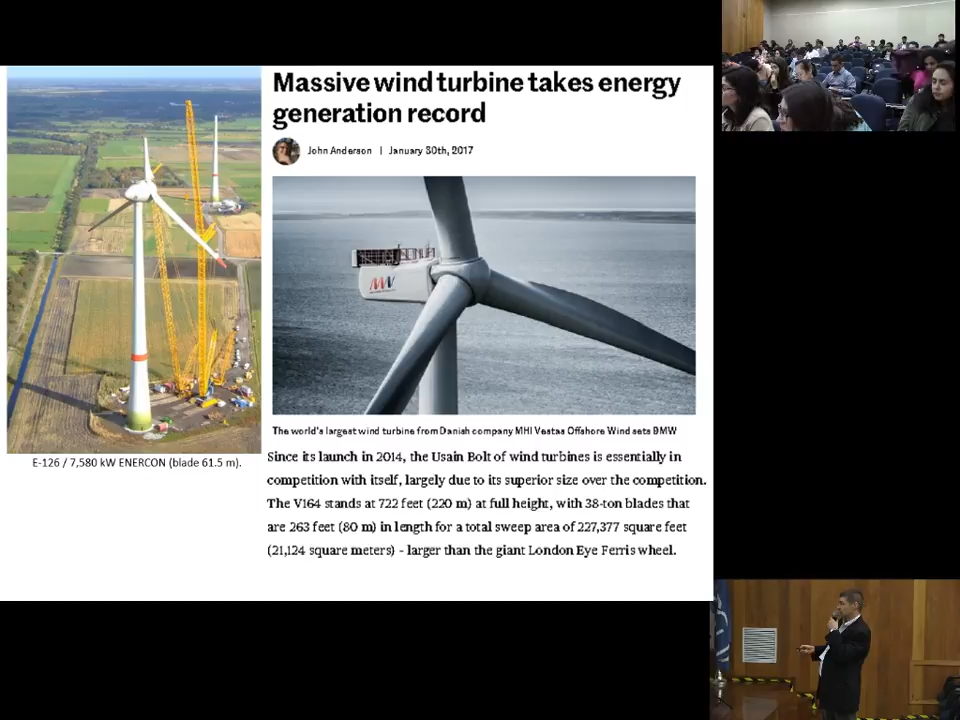 Massive wind turbine takes energy
generation record
John Anderson | January 30th, 2017
The world's largest wind turbine from Danish company MHI Vestas Offshore Wind sets 9MW
Since its launch in 2014, the Usain Bolt of wind turbines is essentially in
competition with itself, largely due to its superior size over the competition.
The V164 stands at 722 feet (220 m) at full height, with 38-ton blades that
are 263 feet (80 m) in length for a total sweep area of 227,377 square feet
(21,124 square meters) - larger than the giant London Eye Ferris wheel.
E-126 / 7,580 kW ENERCON (blade 61.5 m).